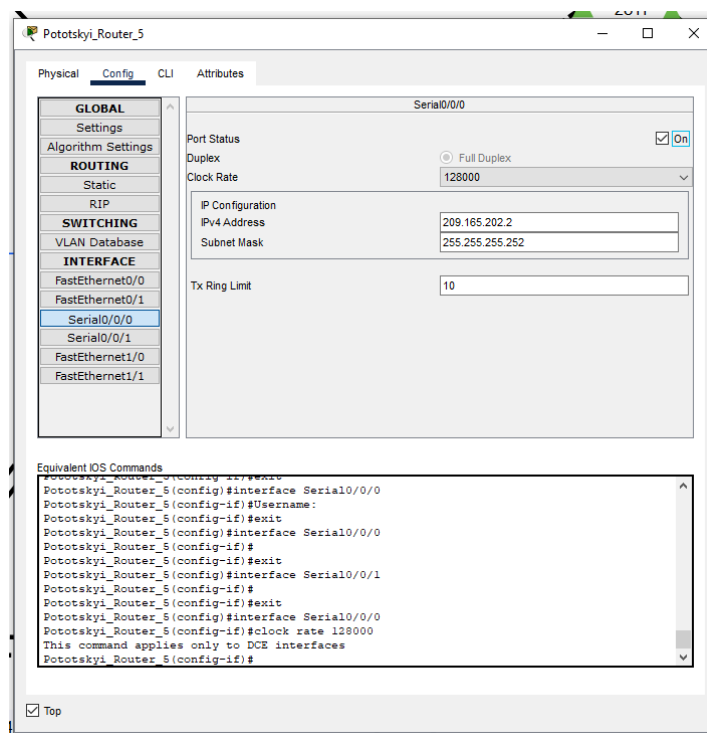 2011
Pototskyi_Router_5
Physical Config CLI Attributes
GLOBAL
Settings
Algorithm Settings
ROUTING
Static
RIP
SWITCHING
VLAN Database
INTERFACE
FastEthernet0/0
FastEthernet0/1
Serial0/0/0
Serial0/0/1
FastEthernet1/0
FastEthernet1/1
Serial0/0/0
Port Status On
Duplex Full Duplex
Clock Rate 128000
IP Configuration
IPv4 Address 209.165.202.2
Subnet Mask 255.255.255.252
Tx Ring Limit 10
Equivalent IOS Commands
Pototskyi_Router_5(config-if)#exit
Pototskyi_Router_5(config)#interface Serial0/0/0
Pototskyi_Router_5(config-if)#Username:
Pototskyi_Router_5(config-if)#exit
Pototskyi_Router_5(config)#interface Serial0/0/0
Pototskyi_Router_5(config-if)#
Pototskyi_Router_5(config-if)#exit
Pototskyi_Router_5(config)#interface Serial0/0/1
Pototskyi_Router_5(config-if)#
Pototskyi_Router_5(config-if)#exit
Pototskyi_Router_5(config)#interface Serial0/0/0
Pototskyi_Router_5(config-if)#clock rate 128000
This command applies only to DCE interfaces
Pototskyi_Router_5(config-if)#
Top